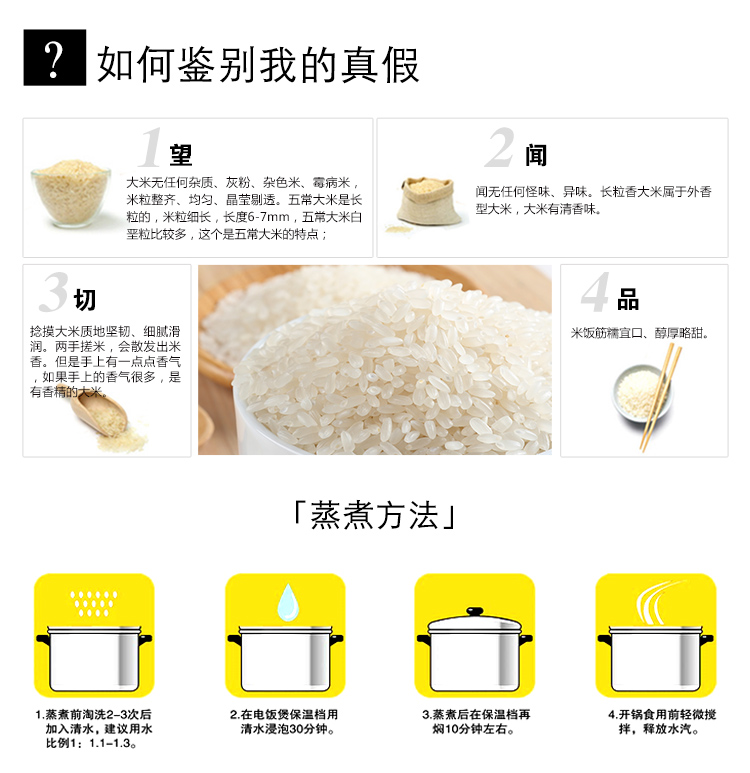 ?
如何鉴别我的真假
1 望
大米无任何杂质、灰粉、杂色米、霉病米，
米粒整齐、均匀、晶莹剔透。五常大米是长
粒的，米粒细长，长度6-7mm，五常大米白
垩粒比较多，这个是五常大米的特点；
2 闻
闻无任何怪味、异味。长粒香大米属于外香
型大米，大米有清香味。
3 切
捻摸大米质地坚韧、细腻滑
润。两手搓米，会散发出米
香。但是手上有一点点香气
，如果手上的香气很多，是
有香精的大米。
4 品
米饭筋糯宜口、醇厚略甜。
「蒸煮方法」
1.蒸煮前淘洗2-3次后
加入清水，建议用水
比例1：1.1-1.3。
2.在电饭煲保温档用
清水浸泡30分钟。
3.蒸煮后在保温档再
焖10分钟左右。
4.开锅食用前轻微搅
拌，释放水汽。